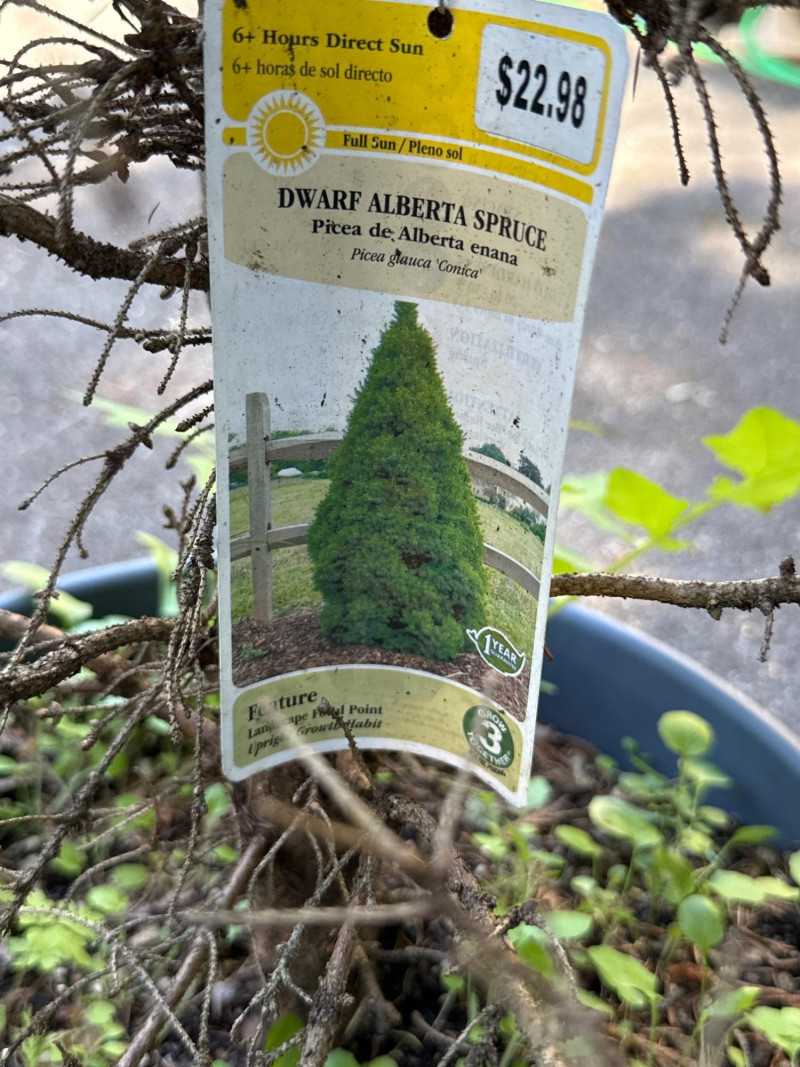 6+ Hours Direct Sun
6+ horas de sol directo
$22.98
Full Sun / Pleno sol
DWARF ALBERTA SPRUCE
Picea de Alberta enana
Picea glauca 'Conica'
1 YEAR
GUARANTEE
Feature
Landscape Focal Point
Upright Growth Habit
GROW
3
TOGETHER